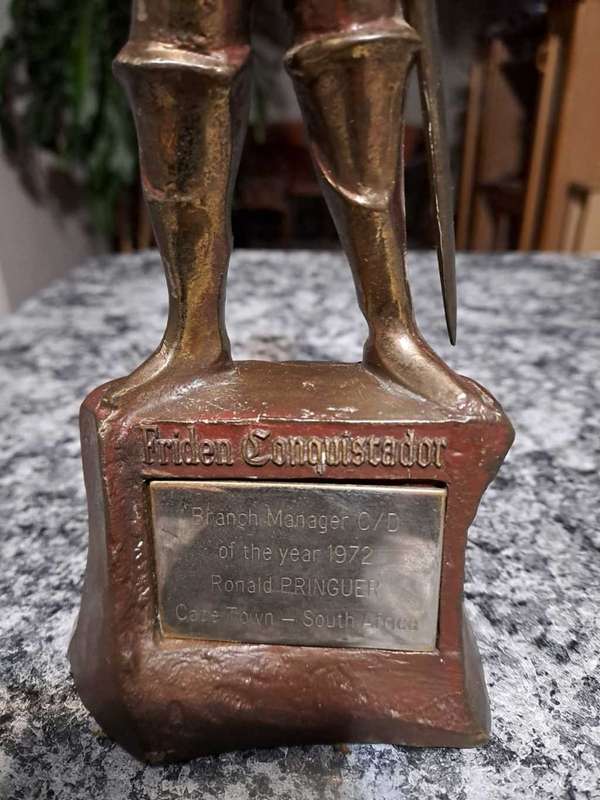 Friden Conquistador
Branch Manager C/D
of the year 1972
Ronald PRINGUER
Cape Town – South Africa